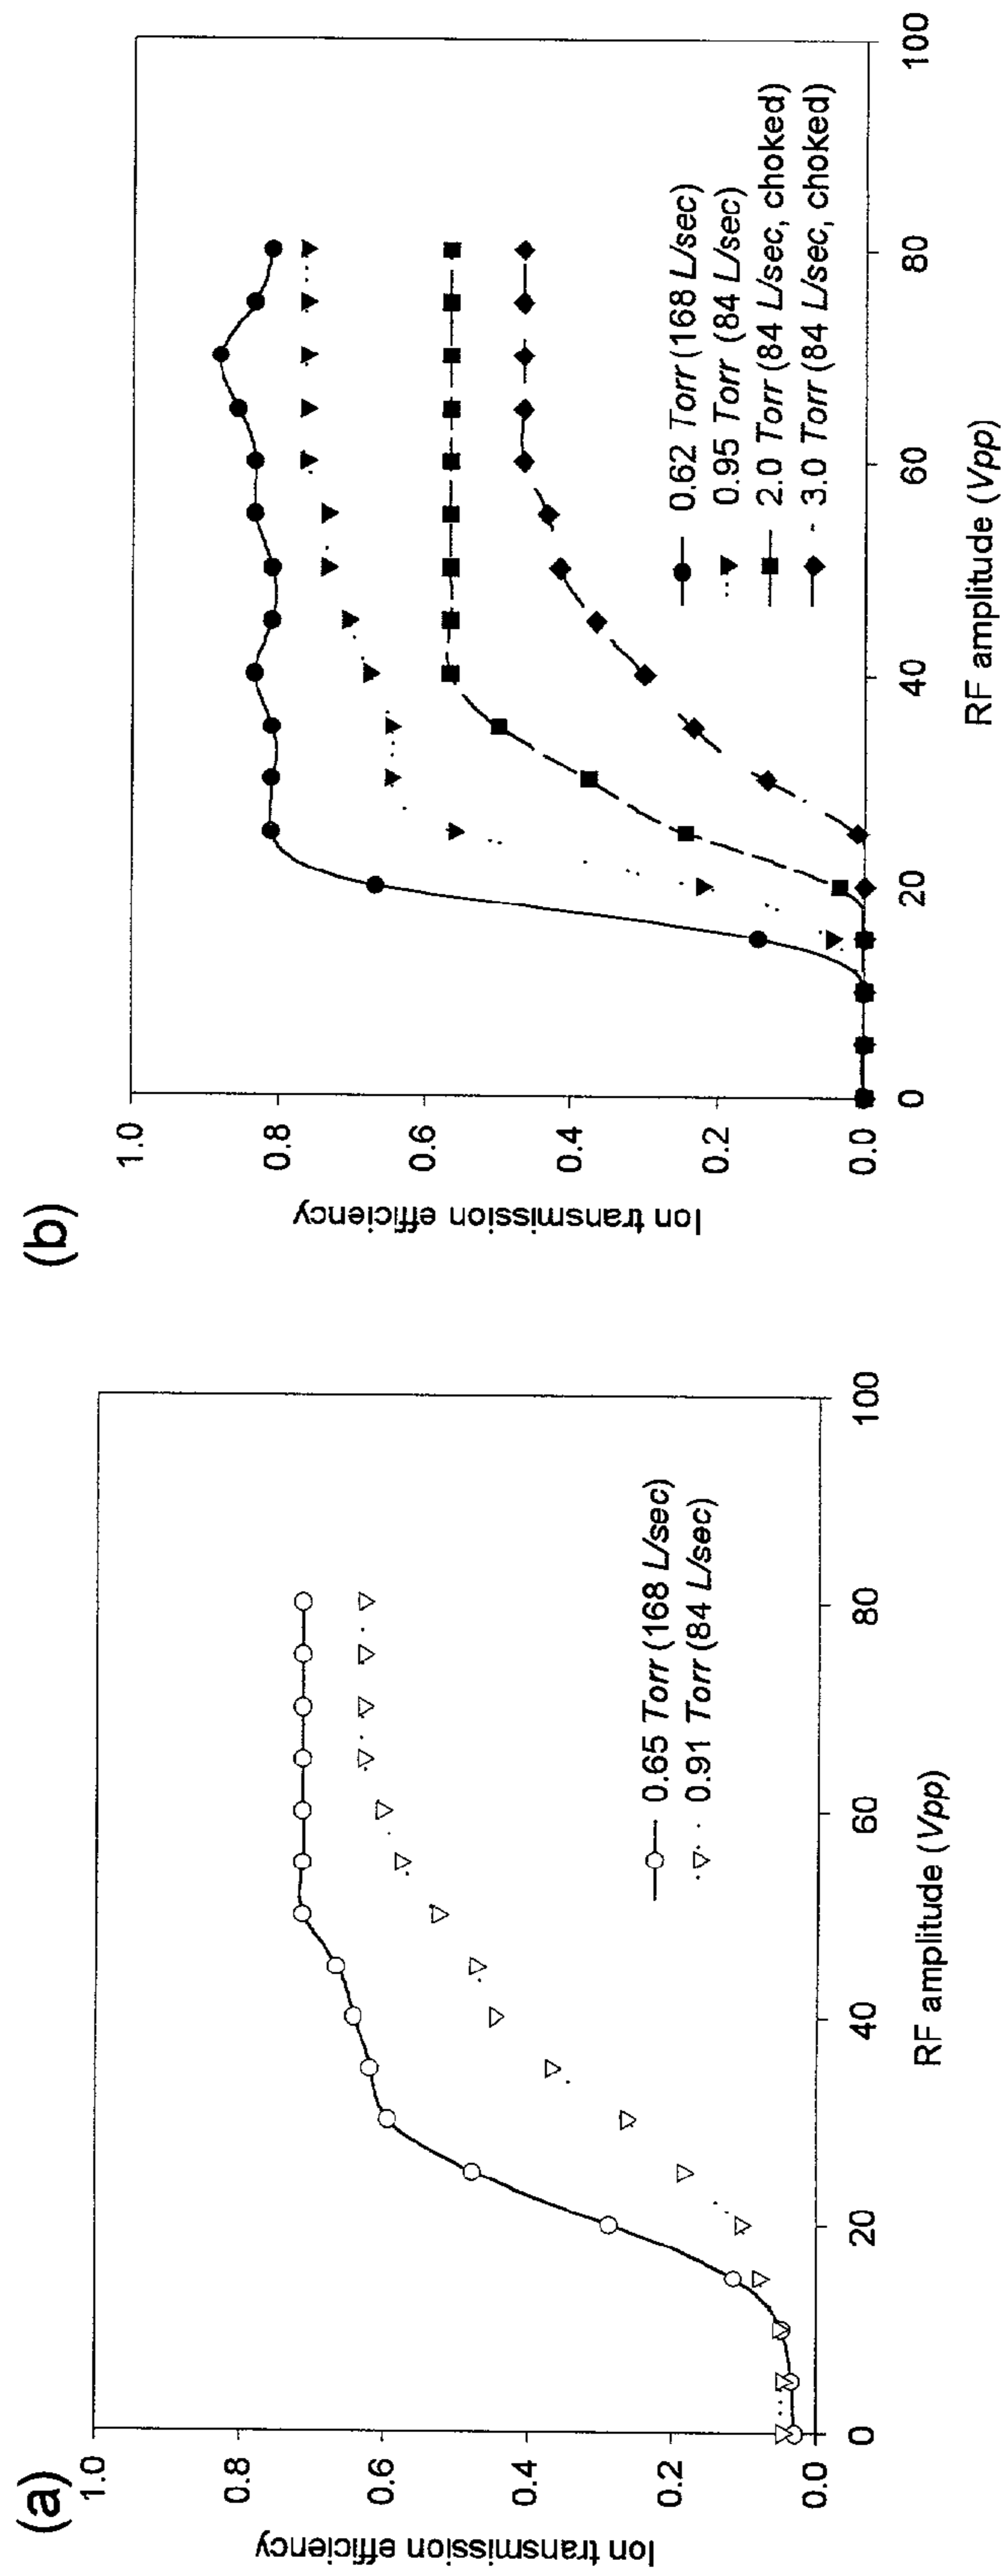 (a)
1.0
0.8
0.6
0.4
0.2
0.0
Ion transmission efficiency
0
20
40
60
80
100
RF amplitude (Vpp)
0.65 Torr (168 L/sec)
0.91 Torr (84 L/sec)
(b)
1.0
0.8
0.6
0.4
0.2
0.0
Ion transmission efficiency
0
20
40
60
80
100
RF amplitude (Vpp)
0.62 Torr (168 L/sec)
0.95 Torr (84 L/sec)
2.0 Torr (84 L/sec, choked)
3.0 Torr (84 L/sec, choked)